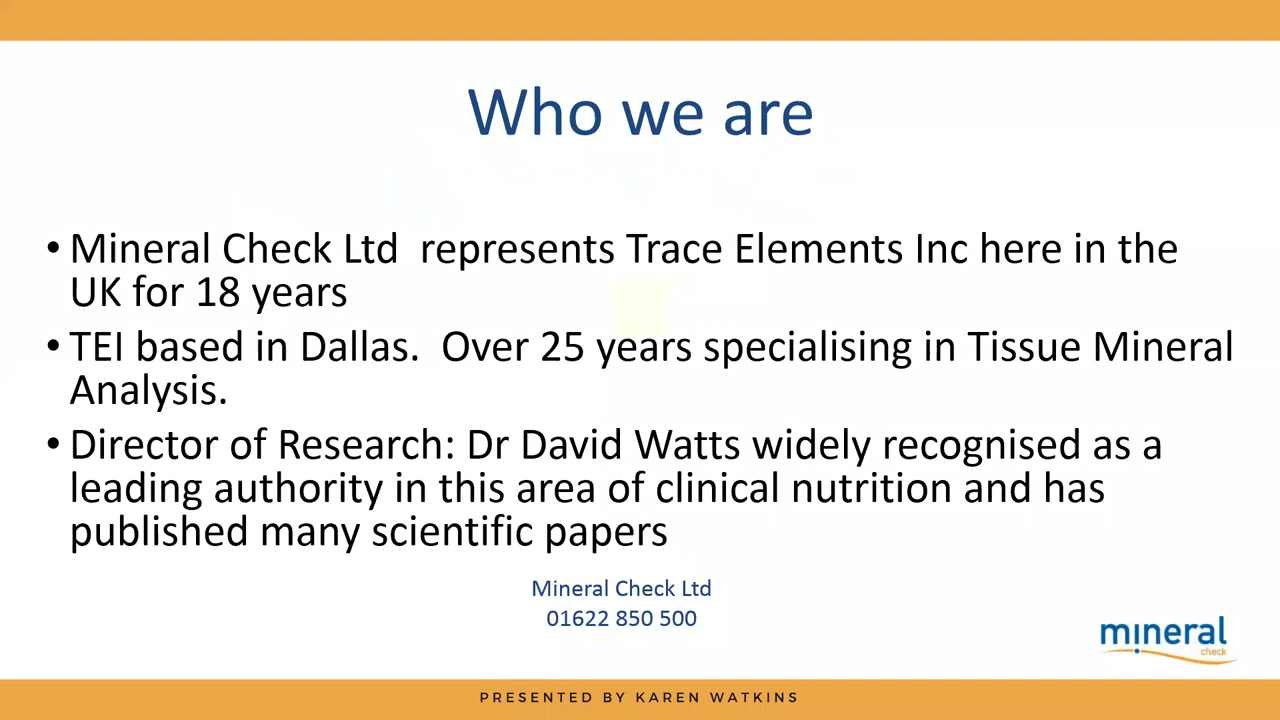 Who we are
• Mineral Check Ltd  represents Trace Elements Inc here in the
UK for 18 years
• TEI based in Dallas.  Over 25 years specialising in Tissue Mineral
Analysis.
• Director of Research: Dr David Watts widely recognised as a
leading authority in this area of clinical nutrition and has
published many scientific papers
Mineral Check Ltd
01622 850 500
mineral
check
PRESENTED BY KAREN WATKINS